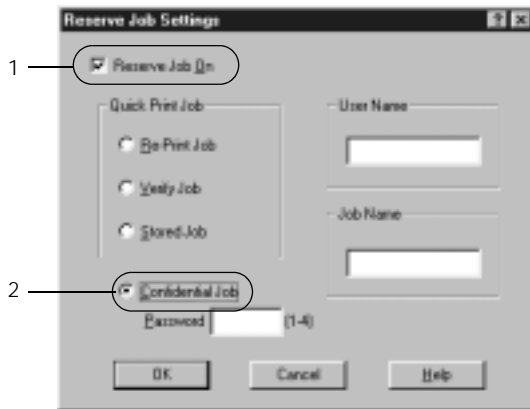 Reserve Job Settings
1
Reserve Job On
Quick Print Job
Re-Print Job
Verify Job
Stored Job
User Name
Job Name
2
Confidential Job
Password
(1-4)
OK
Cancel
Help